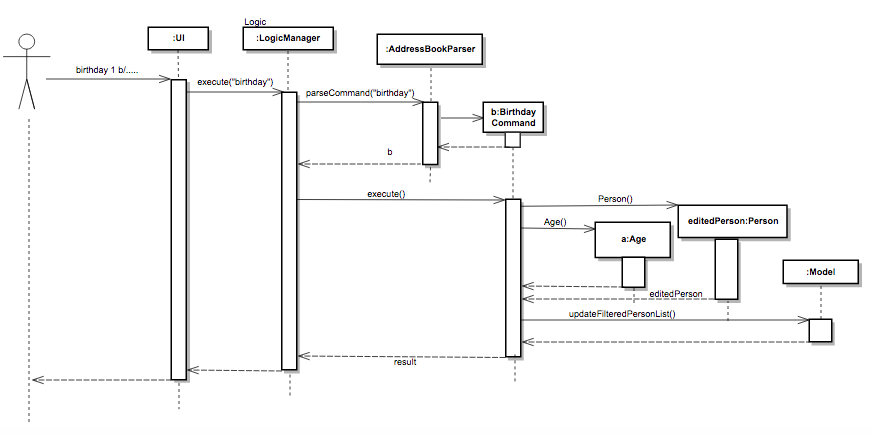 Logic
:UI
:LogicManager
:AddressBookParser
birthday 1 b/.....
execute("birthday")
parseCommand("birthday")
b:Birthday
Command
b
execute()
Person()
Age()
editedPerson:Person
a:Age
:Model
editedPerson
updateFilteredPersonList()
result